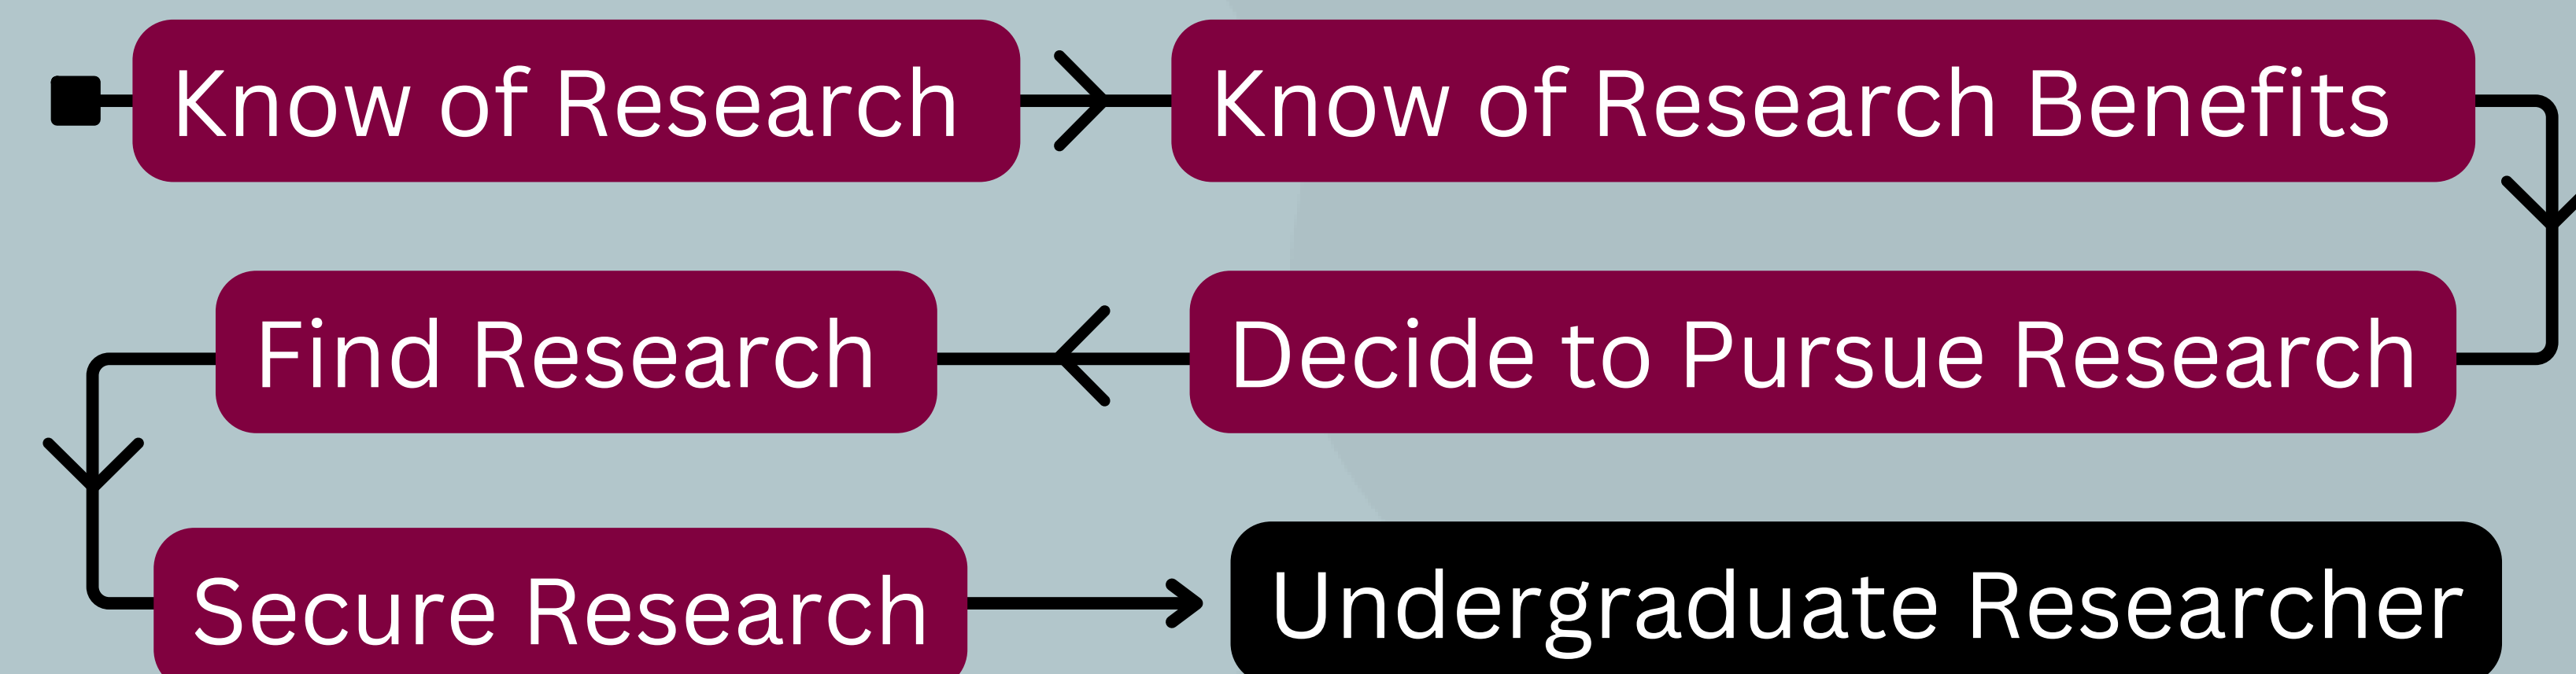 Know of Research
Know of Research Benefits
Decide to Pursue Research
Find Research
Secure Research
Undergraduate Researcher